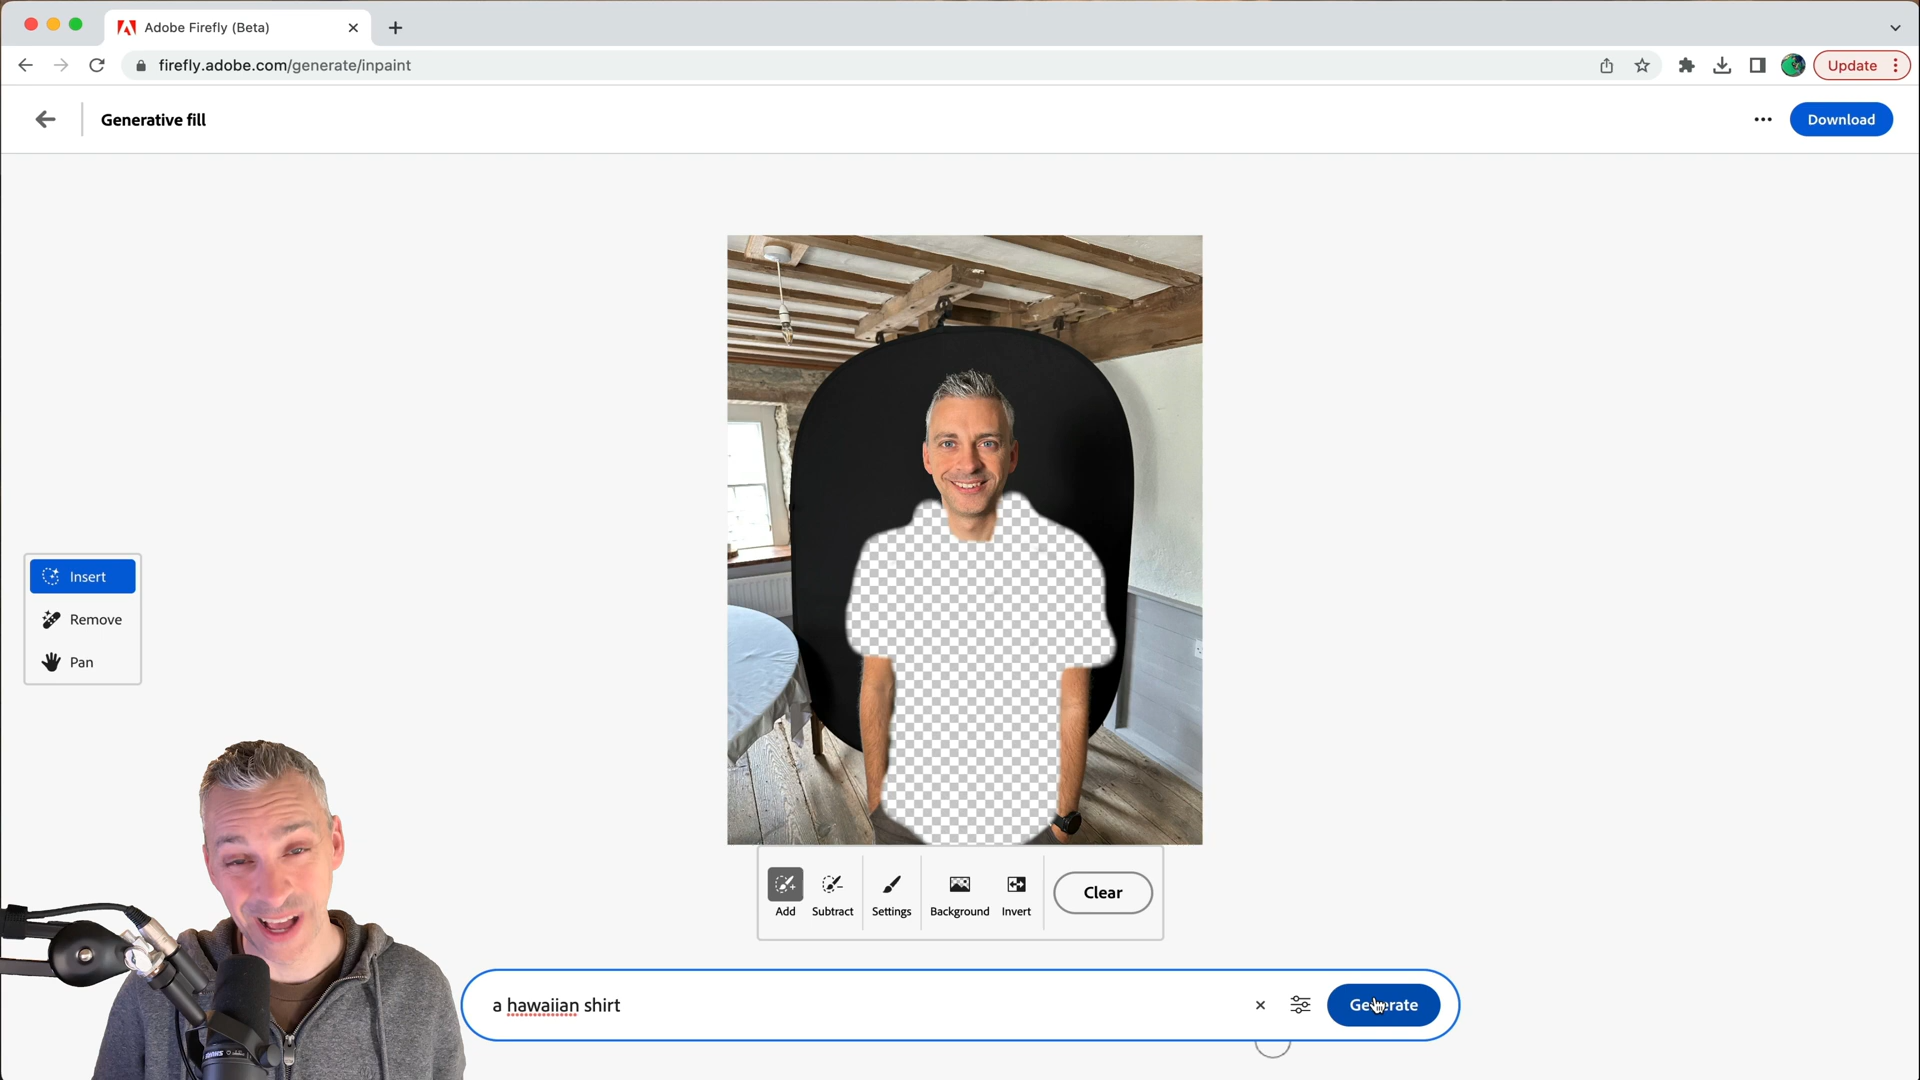 Adobe Firefly (Beta)
firefly.adobe.com/generate/inpaint
Update
Generative fill
Download
Insert
Remove
Pan
Add
Subtract
Settings
Background
Invert
Clear
a hawaiian shirt
Generate
SHURE